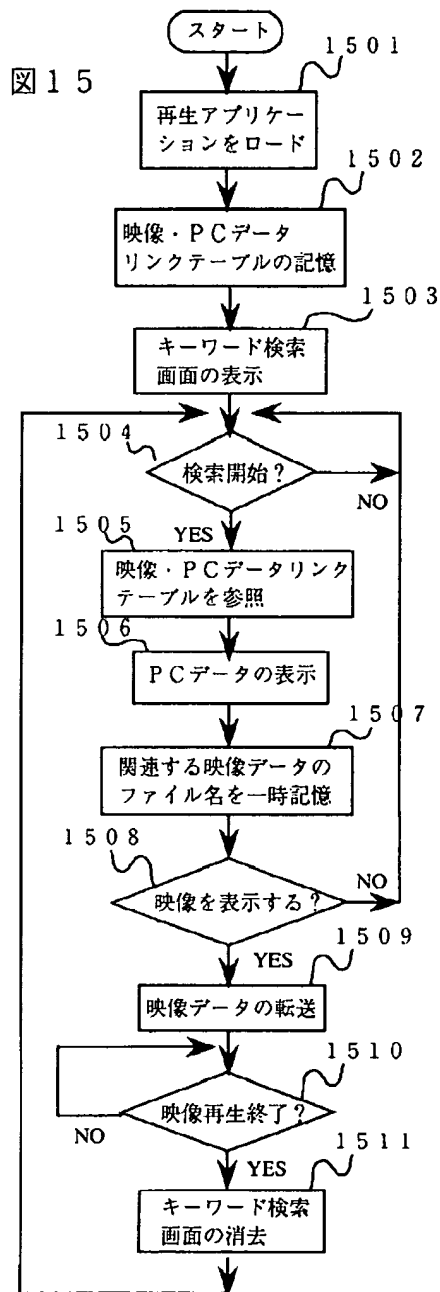 スタート
1501
図15
再生アプリケー
ションをロード
1502
映像・PCデータ
リンクテーブルの記憶
1503
キーワード検索
画面の表示
1504
検索開始?
NO
YES
1505
映像・PCデータリンク
テーブルを参照
1506
PCデータの表示
1507
関連する映像データの
ファイル名を一時記憶
1508
映像を表示する?
NO
YES
1509
映像データの転送
1510
映像再生終了?
NO
YES
1511
キーワード検索
画面の消去